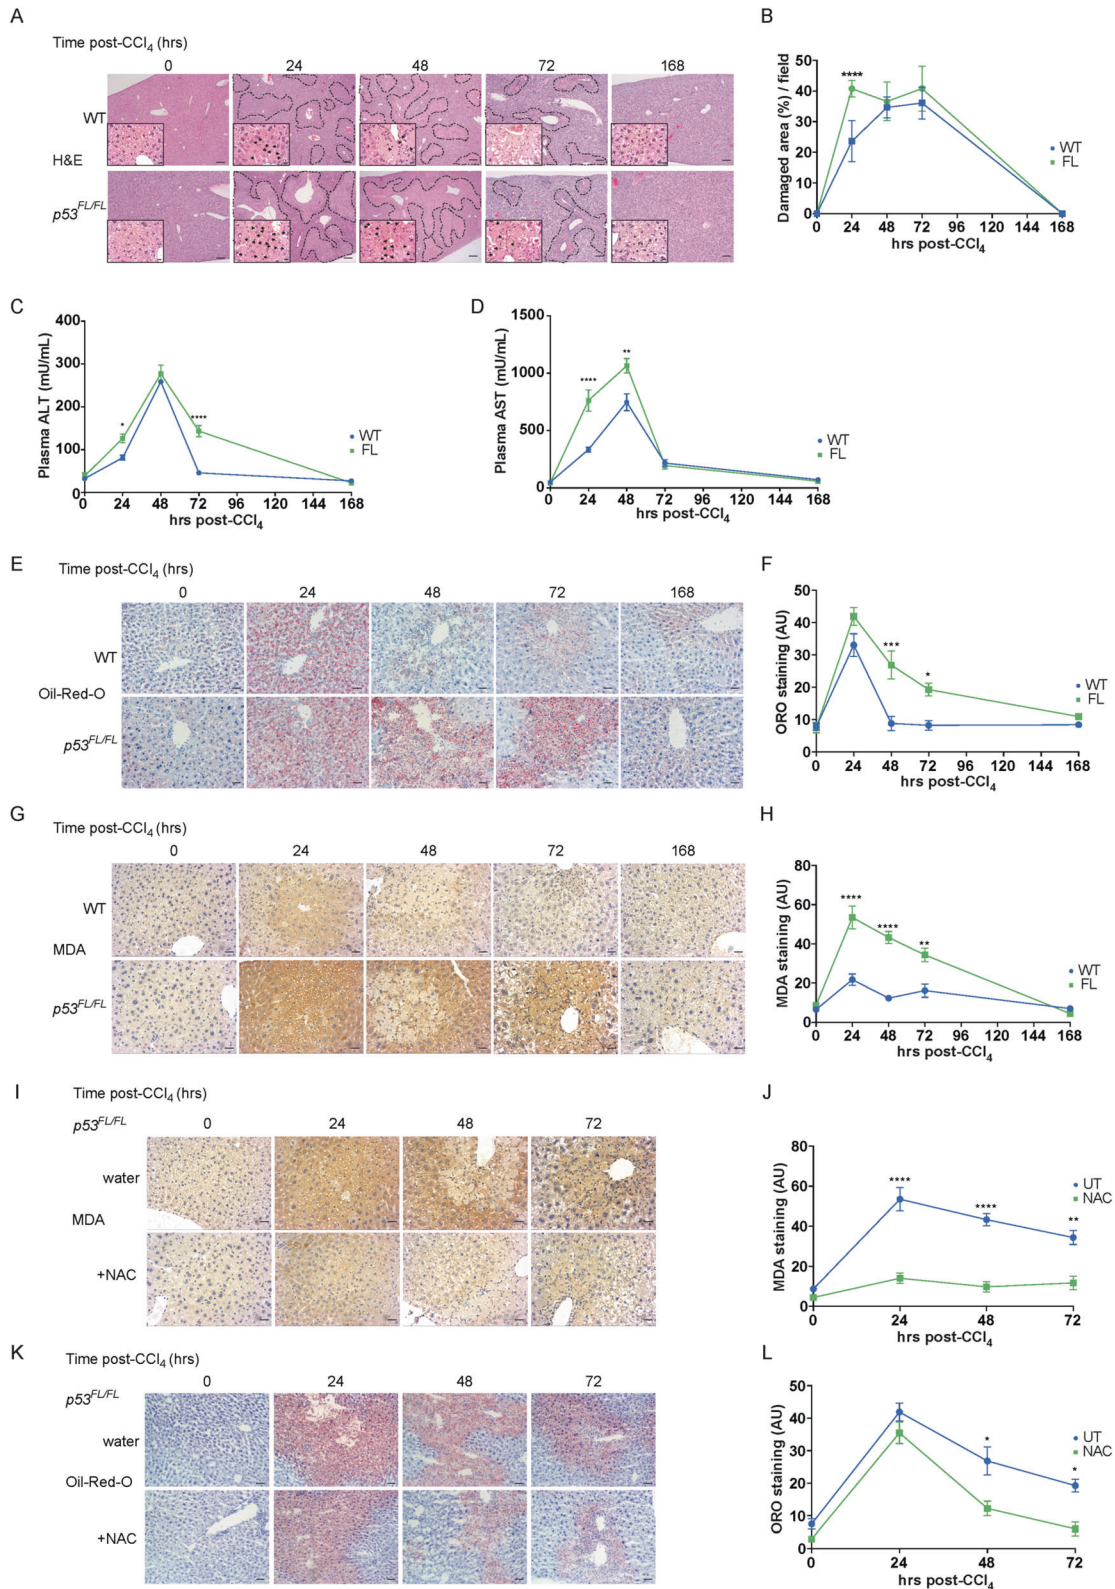 A
Time post-CCl4 (hrs)
0 24 48 72 168
WT
H&E
p53FL/FL
B
****
Damaged area (%) / field
50
40
30
20
10
0
0 24 48 72 96 120 144 168
hrs post-CCl4
WT
FL
C
Plasma ALT (mU/mL)
400
300
200
100
0
* ****
0 24 48 72 96 120 144 168
hrs post-CCl4
WT
FL
D
Plasma AST (mU/mL)
1500
1000
500
0
**** **
0 24 48 72 96 120 144 168
hrs post-CCl4
WT
FL
E
Time post-CCl4 (hrs)
0 24 48 72 168
WT
Oil-Red-O
p53FL/FL
F
ORO staining (AU)
50
40
30
20
10
0
*** *
0 24 48 72 96 120 144 168
hrs post-CCl4
WT
FL
G
Time post-CCl4 (hrs)
0 24 48 72 168
WT
MDA
p53FL/FL
H
MDA staining (AU)
80
60
40
20
0
**** **** **
0 24 48 72 96 120 144 168
hrs post-CCl4
WT
FL
I
Time post-CCl4 (hrs)
p53FL/FL
0 24 48 72
water
MDA
+NAC
J
MDA staining (AU)
80
60
40
20
0
**** **** **
0 24 48 72
hrs post-CCl4
UT
NAC
K
Time post-CCl4 (hrs)
p53FL/FL
0 24 48 72
water
Oil-Red-O
+NAC
L
ORO staining (AU)
50
40
30
20
10
0
* *
0 24 48 72
hrs post-CCl4
UT
NAC